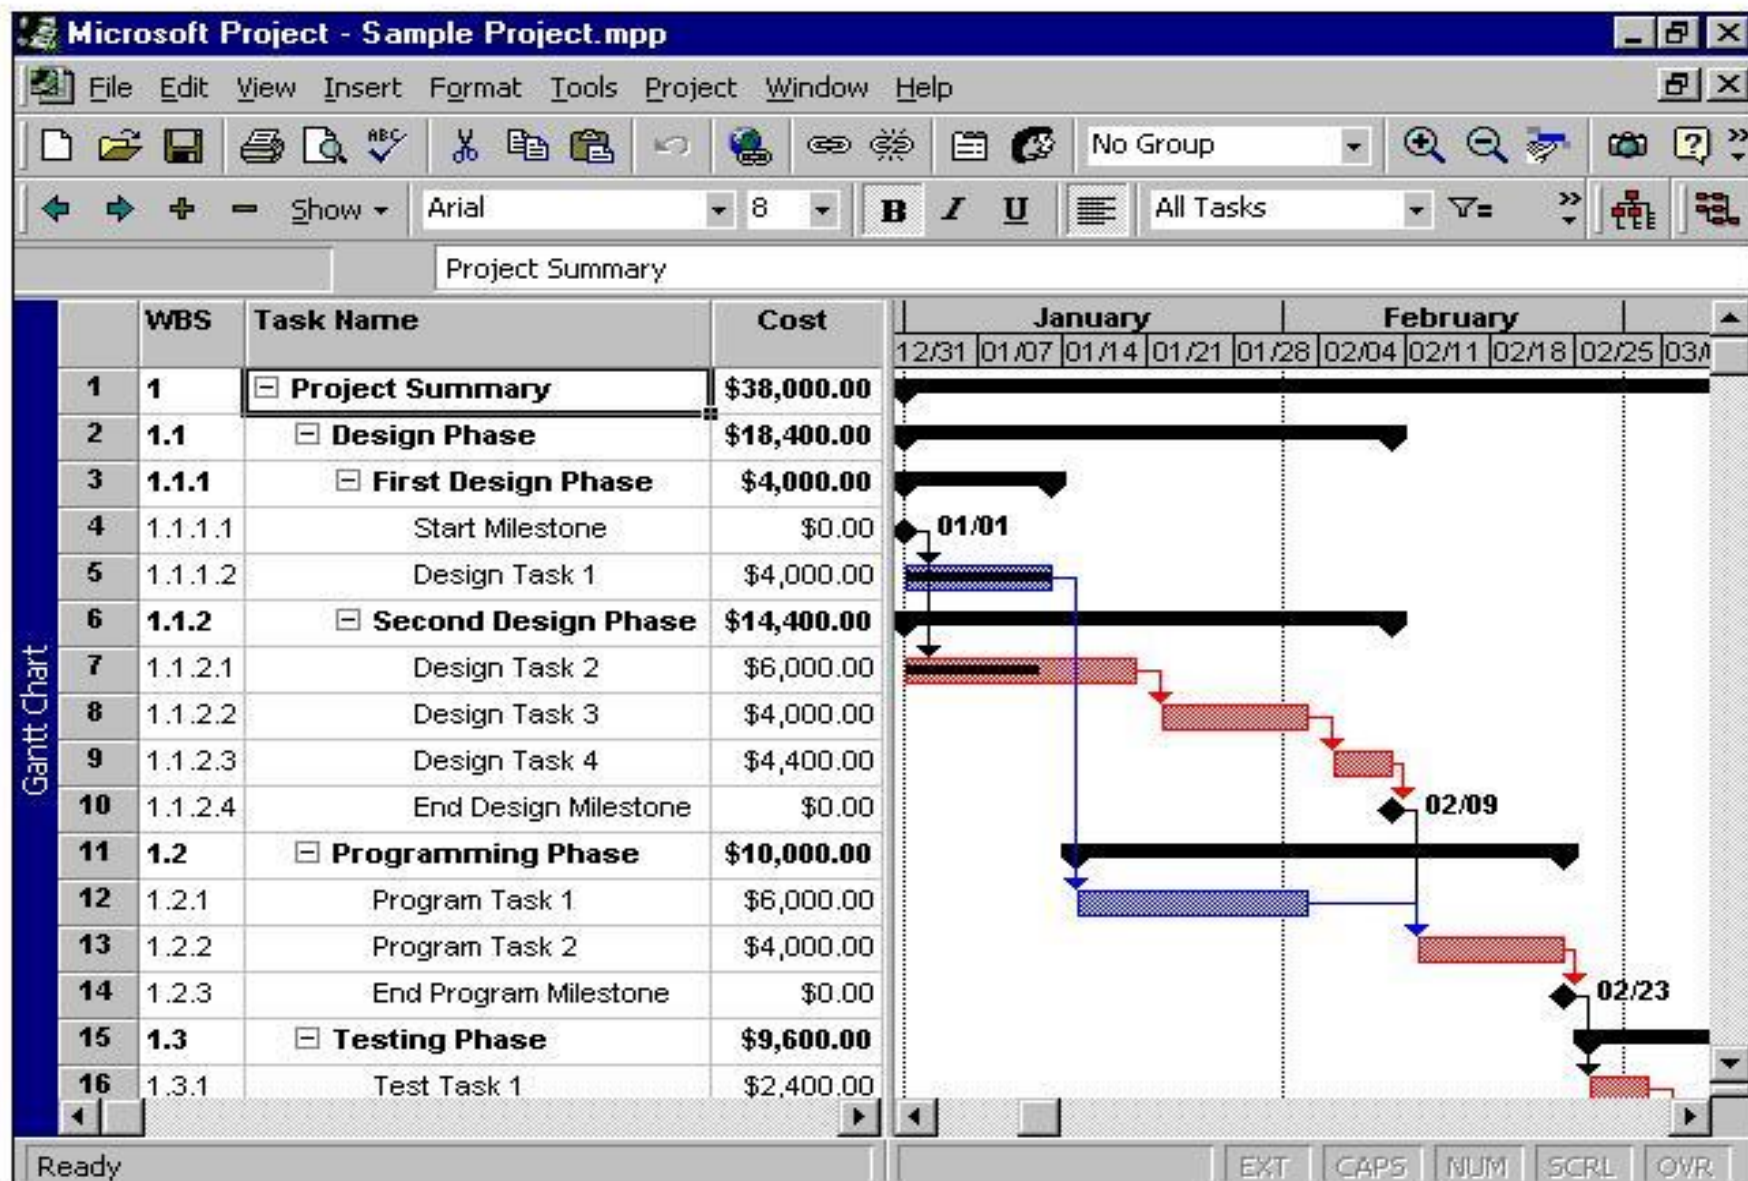 Microsoft Project - Sample Project.mpp
File Edit View Insert Format Tools Project Window Help
ABC No Group
Show Arial 8 B I U All Tasks
Project Summary
WBS Task Name Cost January February
12/31 01/07 01/14 01/21 01/28 02/04 02/11 02/18 02/25 03/
1 1 Project Summary $38,000.00
2 1.1 Design Phase $18,400.00
3 1.1.1 First Design Phase $4,000.00
4 1.1.1.1 Start Milestone $0.00 01/01
5 1.1.1.2 Design Task 1 $4,000.00
6 1.1.2 Second Design Phase $14,400.00
7 1.1.2.1 Design Task 2 $6,000.00
8 1.1.2.2 Design Task 3 $4,000.00
9 1.1.2.3 Design Task 4 $4,400.00
10 1.1.2.4 End Design Milestone $0.00 02/09
11 1.2 Programming Phase $10,000.00
12 1.2.1 Program Task 1 $6,000.00
13 1.2.2 Program Task 2 $4,000.00
14 1.2.3 End Program Milestone $0.00 02/23
15 1.3 Testing Phase $9,600.00
16 1.3.1 Test Task 1 $2,400.00
Gantt Chart
Ready EXT CAPS NUM SCRL OVR